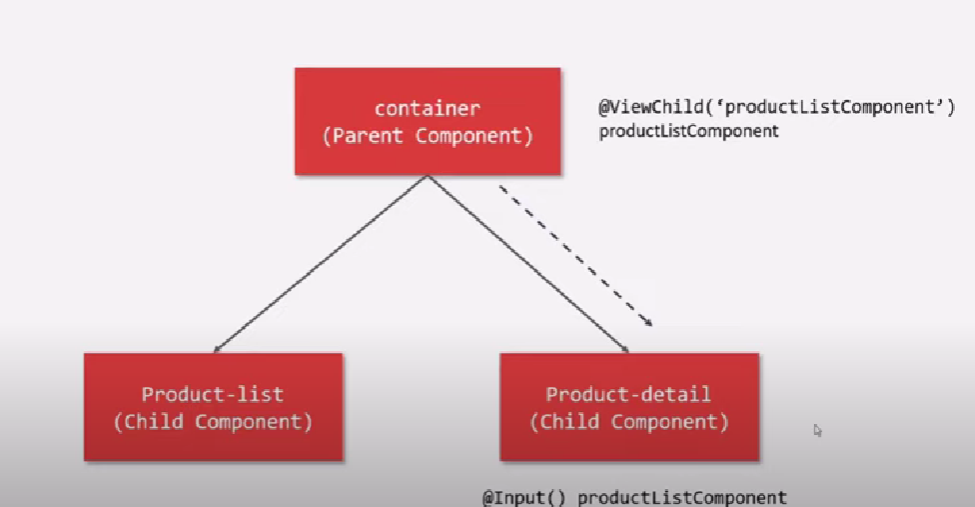 container
(Parent Component)
@ViewChild(‘productListComponent’)
productListComponent
Product-list
(Child Component)
Product-detail
(Child Component)
@Input() productListComponent